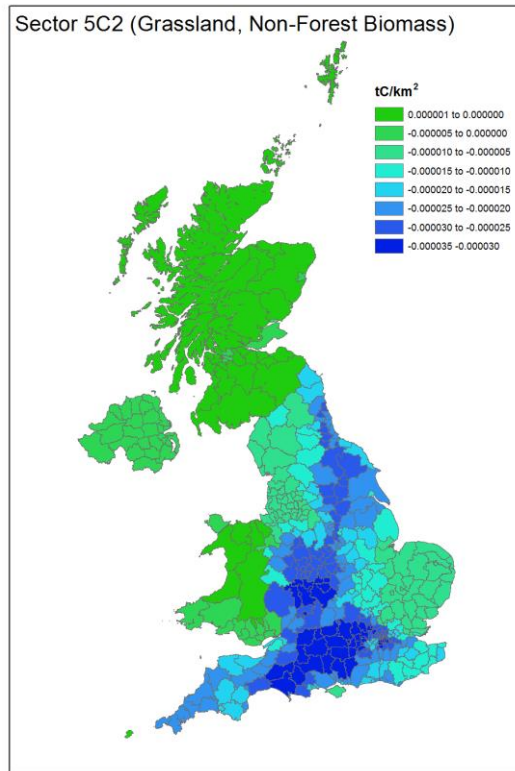 Sector 5C2 (Grassland, Non-Forest Biomass)
tC/km²
0.000001 to 0.000000
-0.000005 to 0.000000
-0.000010 to -0.000005
-0.000015 to -0.000010
-0.000020 to -0.000015
-0.000025 to -0.000020
-0.000030 to -0.000025
-0.000035 -0.000030